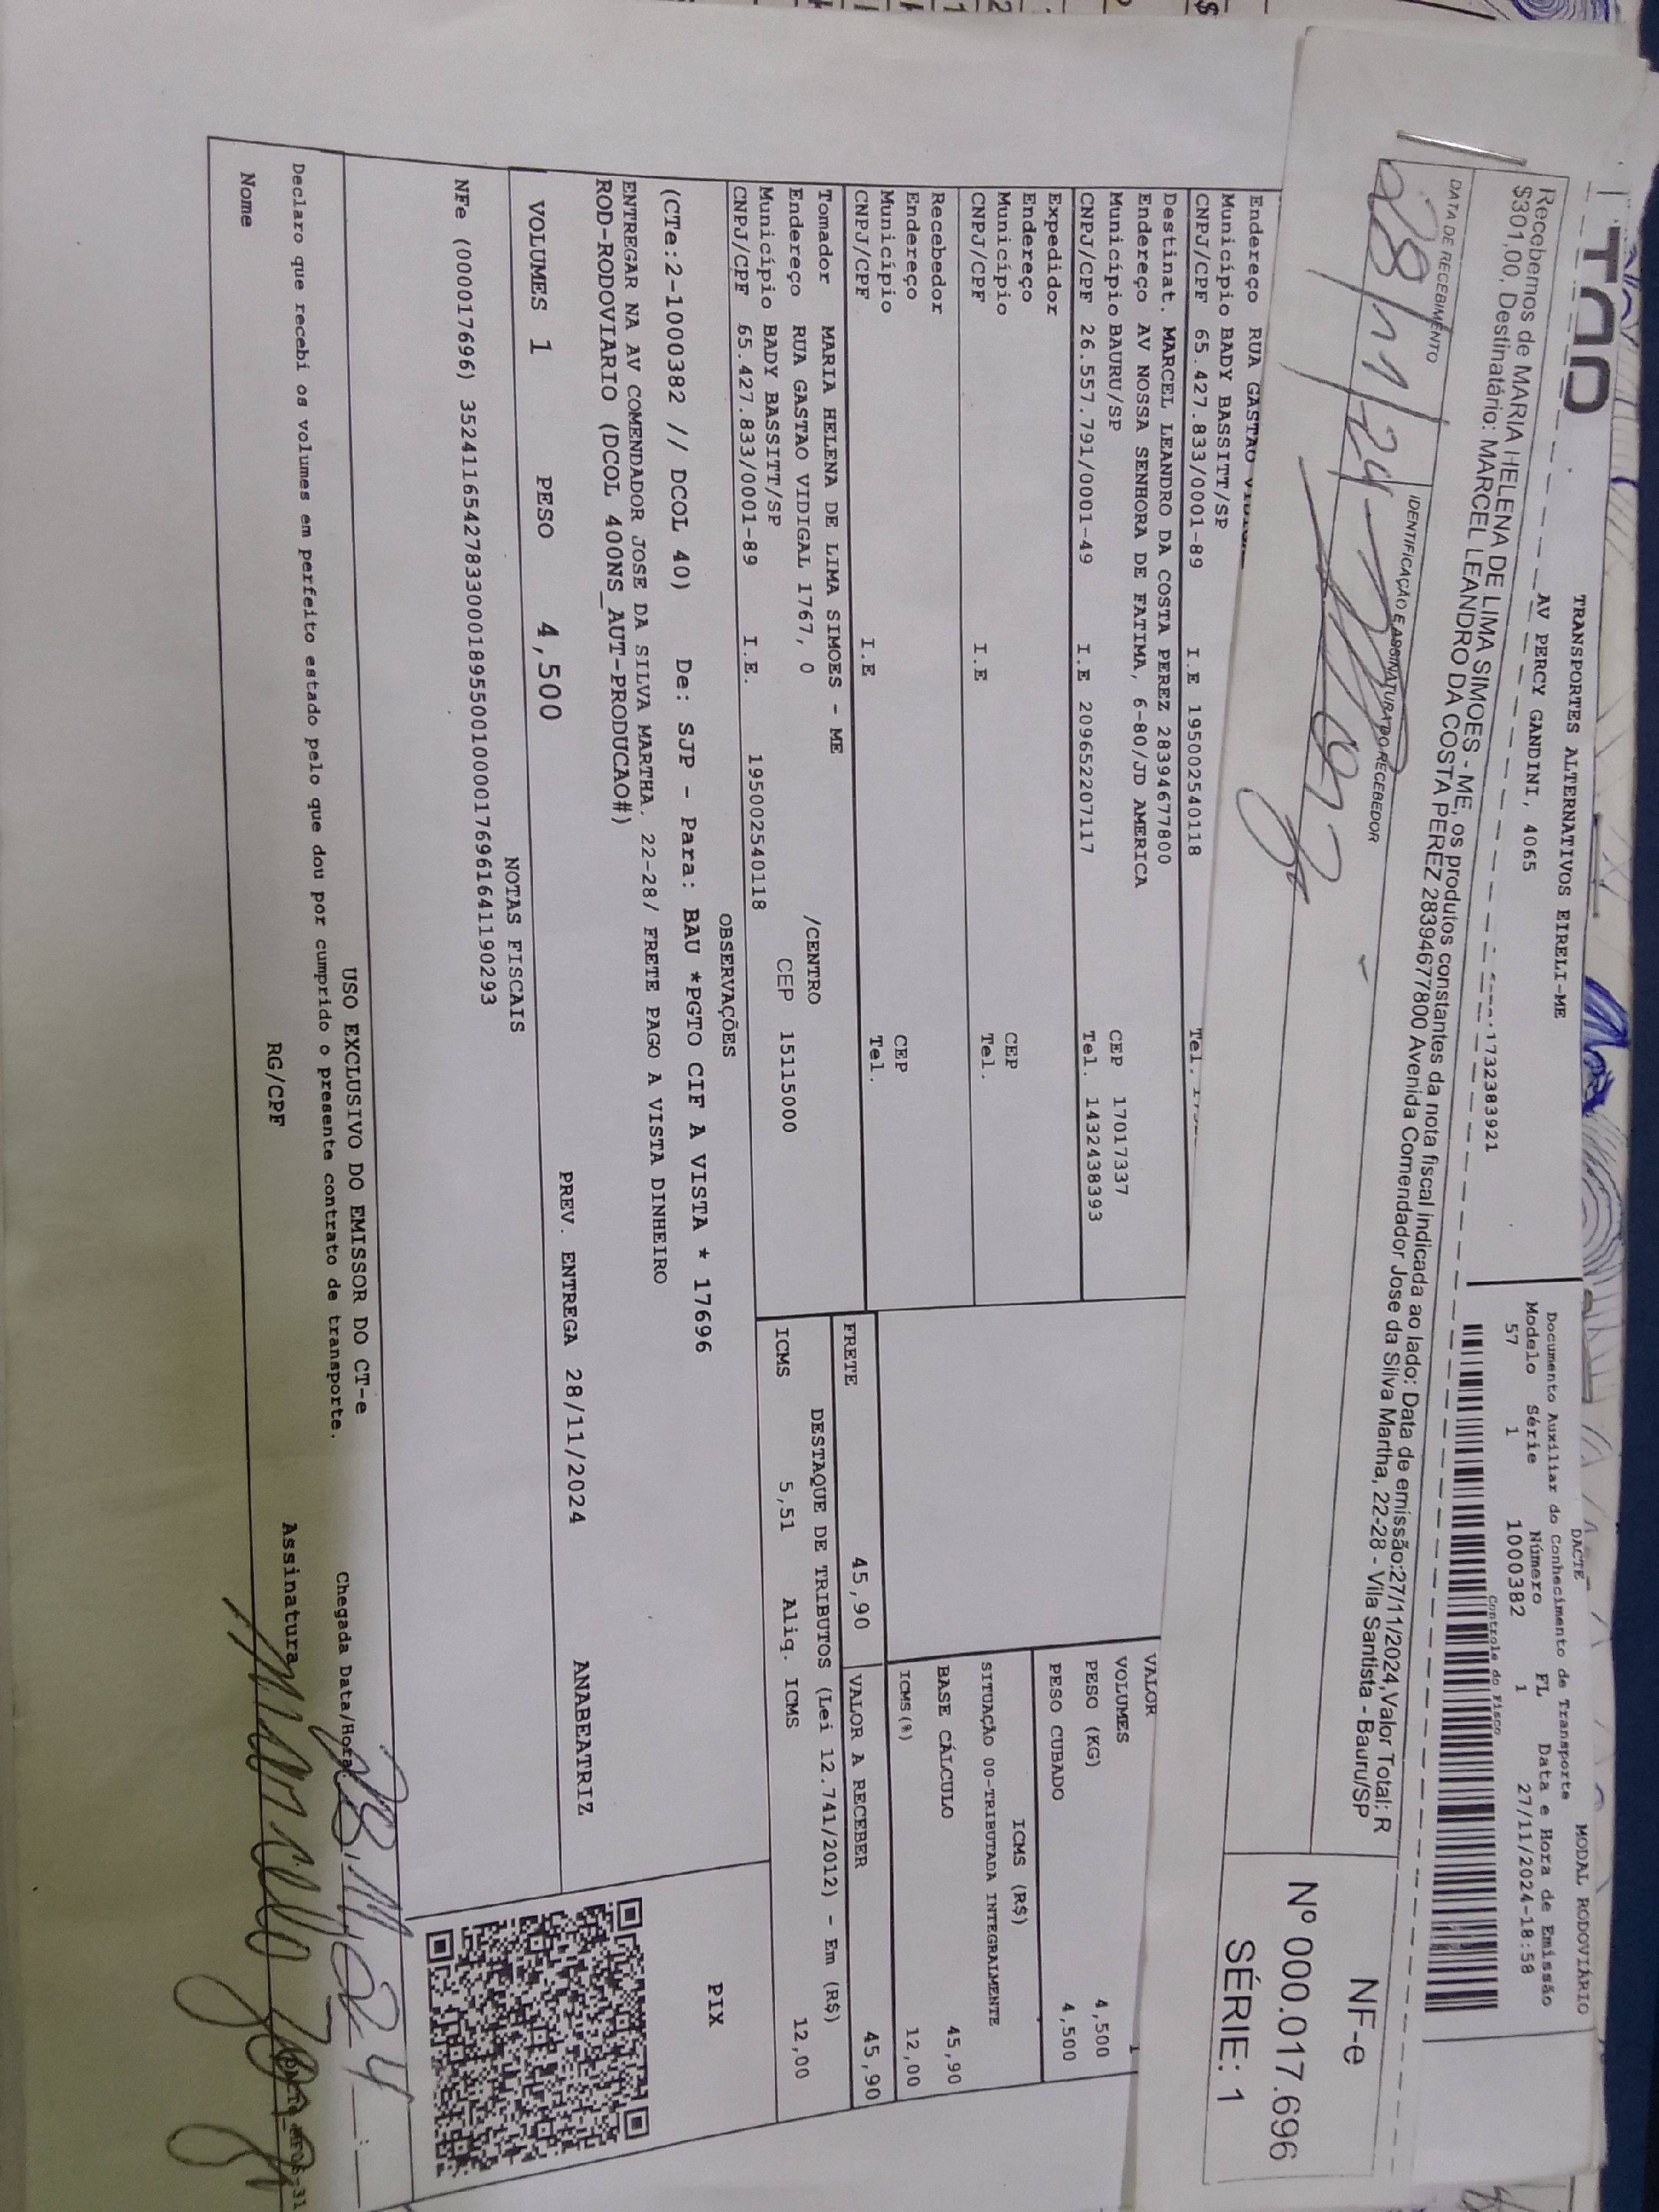 TRANSPORTES ALTERNATIVOS EIRELI-ME
AV PERCY GANDINI, 4065
1732383921
DACTE
MODAL RODOVIÁRIO
Documento Auxiliar do Conhecimento de Transporte
Modelo Série Número FL Data e Hora de Emissão
57 1 1000382 1 27/11/2024-18:58
Controle do Fisco
Recebemos de MARIA HELENA DE LIMA SIMOES - ME, os produtos constantes da nota fiscal indicada ao lado: Data de emissão:27/11/2024,Valor Total: R
$301,00, Destinatário: MARCEL LEANDRO DA COSTA PEREZ 28394677800 Avenida Comendador Jose da Silva Martha, 22-28 - Vila Santista - Bauru/SP
DATA DE RECEBIMENTO
IDENTIFICAÇÃO E ASSINATURA DO RECEBEDOR
28/11/24
NF-e
Nº 000.017.696
SÉRIE: 1
Endereço RUA GASTAO
Município BADY BASSITT/SP
CNPJ/CPF 65.427.833/0001-89 I.E 195002540118 Tel.
Destinat. MARCEL LEANDRO DA COSTA PEREZ 28394677800
Endereço AV NOSSA SENHORA DE FATIMA, 6-80/JD AMERICA
Município BAURU/SP CEP 17017337
CNPJ/CPF 26.557.791/0001-49 I.E 209652207117 Tel. 1432438393
Expedidor
Endereço
Município CEP
CNPJ/CPF I.E Tel.
Recebedor
Endereço
Município CEP
CNPJ/CPF I.E Tel.
VALOR
VOLUMES 1
PESO (KG) 4,500
PESO CUBADO 4,500
ICMS (R$)
SITUAÇÃO 00-TRIBUTADA INTEGRALMENTE
BASE CÁLCULO 45,90
ICMS(%) 12,00
Tomador MARIA HELENA DE LIMA SIMOES - ME
Endereço RUA GASTAO VIDIGAL 1767, 0 /CENTRO
Município BADY BASSITT/SP CEP 15115000
CNPJ/CPF 65.427.833/0001-89 I.E. 195002540118
FRETE 45,90 VALOR A RECEBER 45,90
DESTAQUE DE TRIBUTOS (Lei 12.741/2012) - Em (R$)
ICMS 5,51 Aliq. ICMS 12,00
OBSERVAÇÕES
(CTe:2-1000382 // DCOL 40) De: SJP - Para: BAU *PGTO CIF A VISTA * 17696
ENTREGAR NA AV COMENDADOR JOSE DA SILVA MARTHA. 22-28/ FRETE PAGO A VISTA DINHEIRO
ROD-RODOVIARIO (DCOL 400NS_AUT-PRODUCAO#)
PIX
VOLUMES 1 PESO 4,500 PREV. ENTREGA 28/11/2024 ANABEATRIZ
NOTAS FISCAIS
NFe (000017696) 35241165427833000189550010000176961641190293
USO EXCLUSIVO DO EMISSOR DO CT-e
Declaro que recebi os volumes em perfeito estado pelo que dou por cumprido o presente contrato de transporte.
Chegada Data/Hora 28/11/24
Nome RG/CPF Assinatura